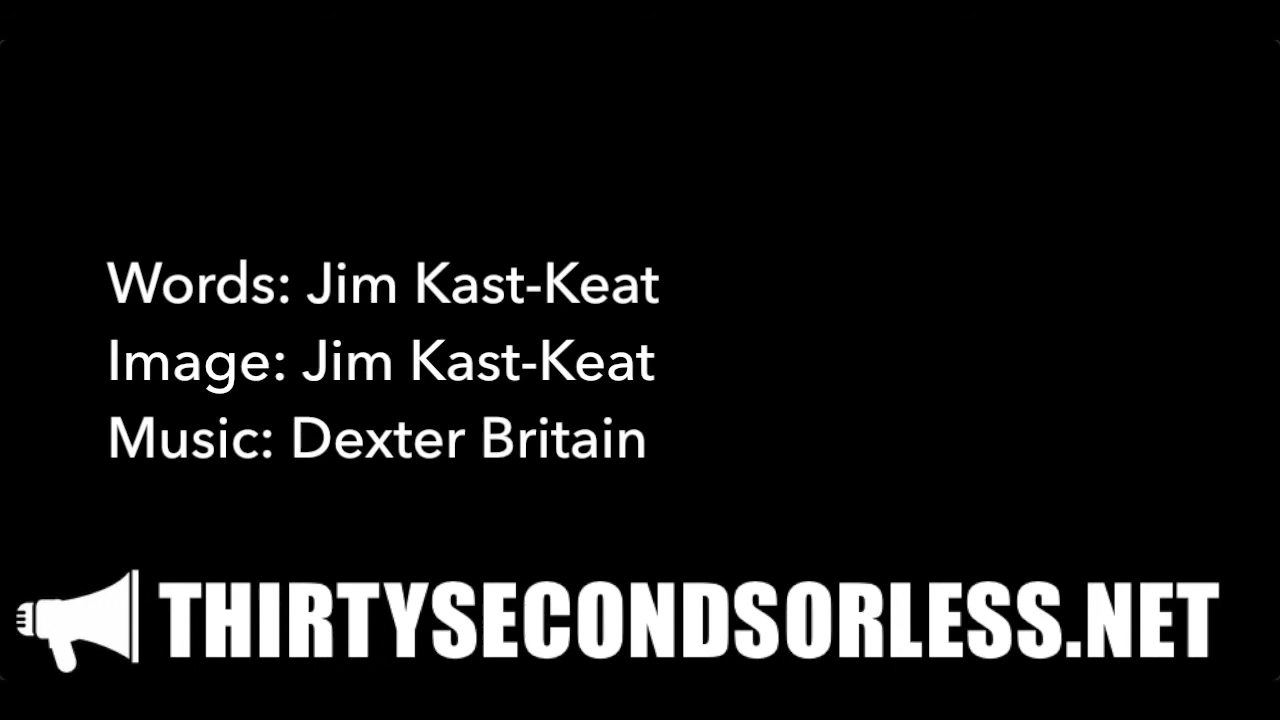 Words: Jim Kast-Keat
Image: Jim Kast-Keat
Music: Dexter Britain
THIRTYSECONDSORLESS.NET